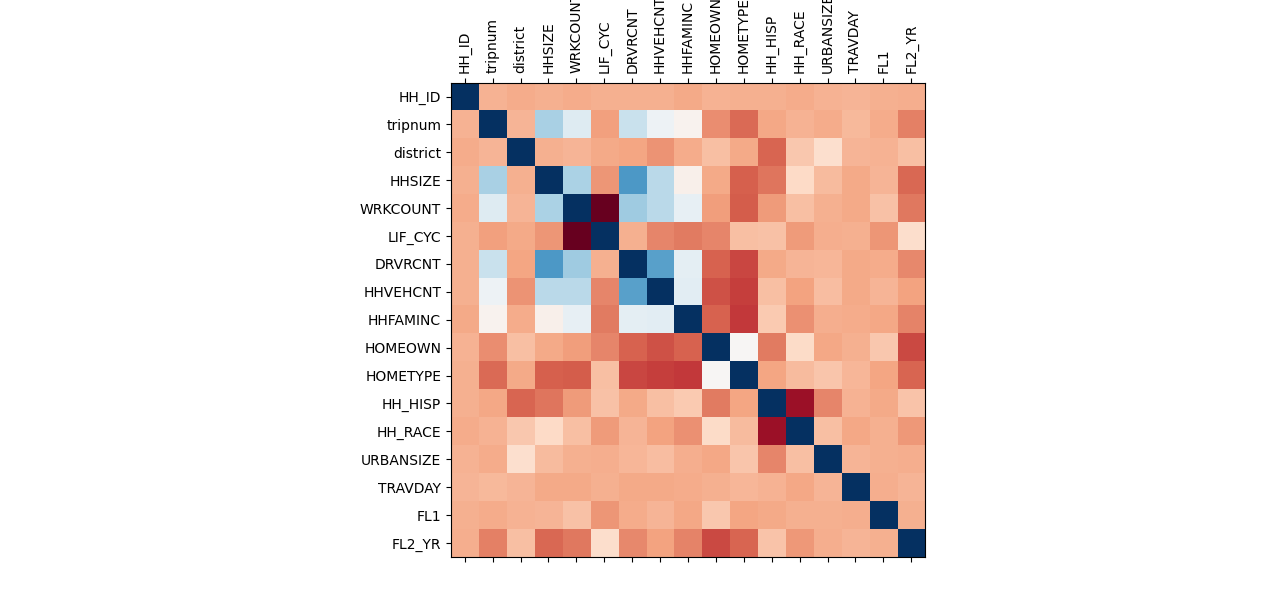 HH_ID
tripnum
district
HHSIZE
WRKCOUNT
LIF_CYC
DRVRCNT
HHVEHCNT
HHFAMINC
HOMEOWN
HOMETYPE
HH_HISP
HH_RACE
URBANSIZE
TRAVDAY
FL1
FL2_YR
HH_ID
tripnum
district
HHSIZE
WRKCOUNT
LIF_CYC
DRVRCNT
HHVEHCNT
HHFAMINC
HOMEOWN
HOMETYPE
HH_HISP
HH_RACE
URBANSIZE
TRAVDAY
FL1
FL2_YR